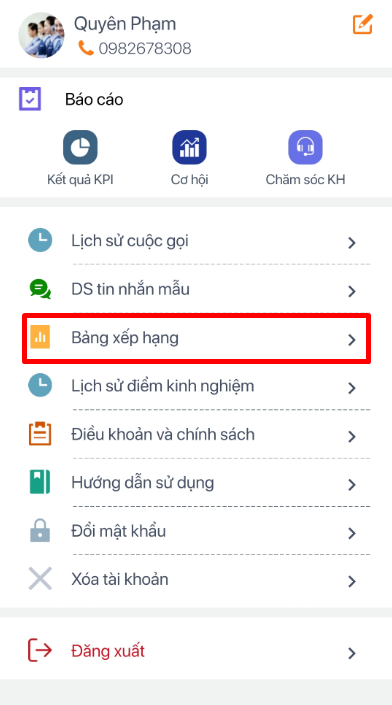 Quyên Phạm
0982678308
Báo cáo
Kết quả KPI Cơ hội Chăm sóc KH
Lịch sử cuộc gọi
DS tin nhắn mẫu
Bảng xếp hạng
Lịch sử điểm kinh nghiệm
Điều khoản và chính sách
Hướng dẫn sử dụng
Đổi mật khẩu
Xóa tài khoản
Đăng xuất